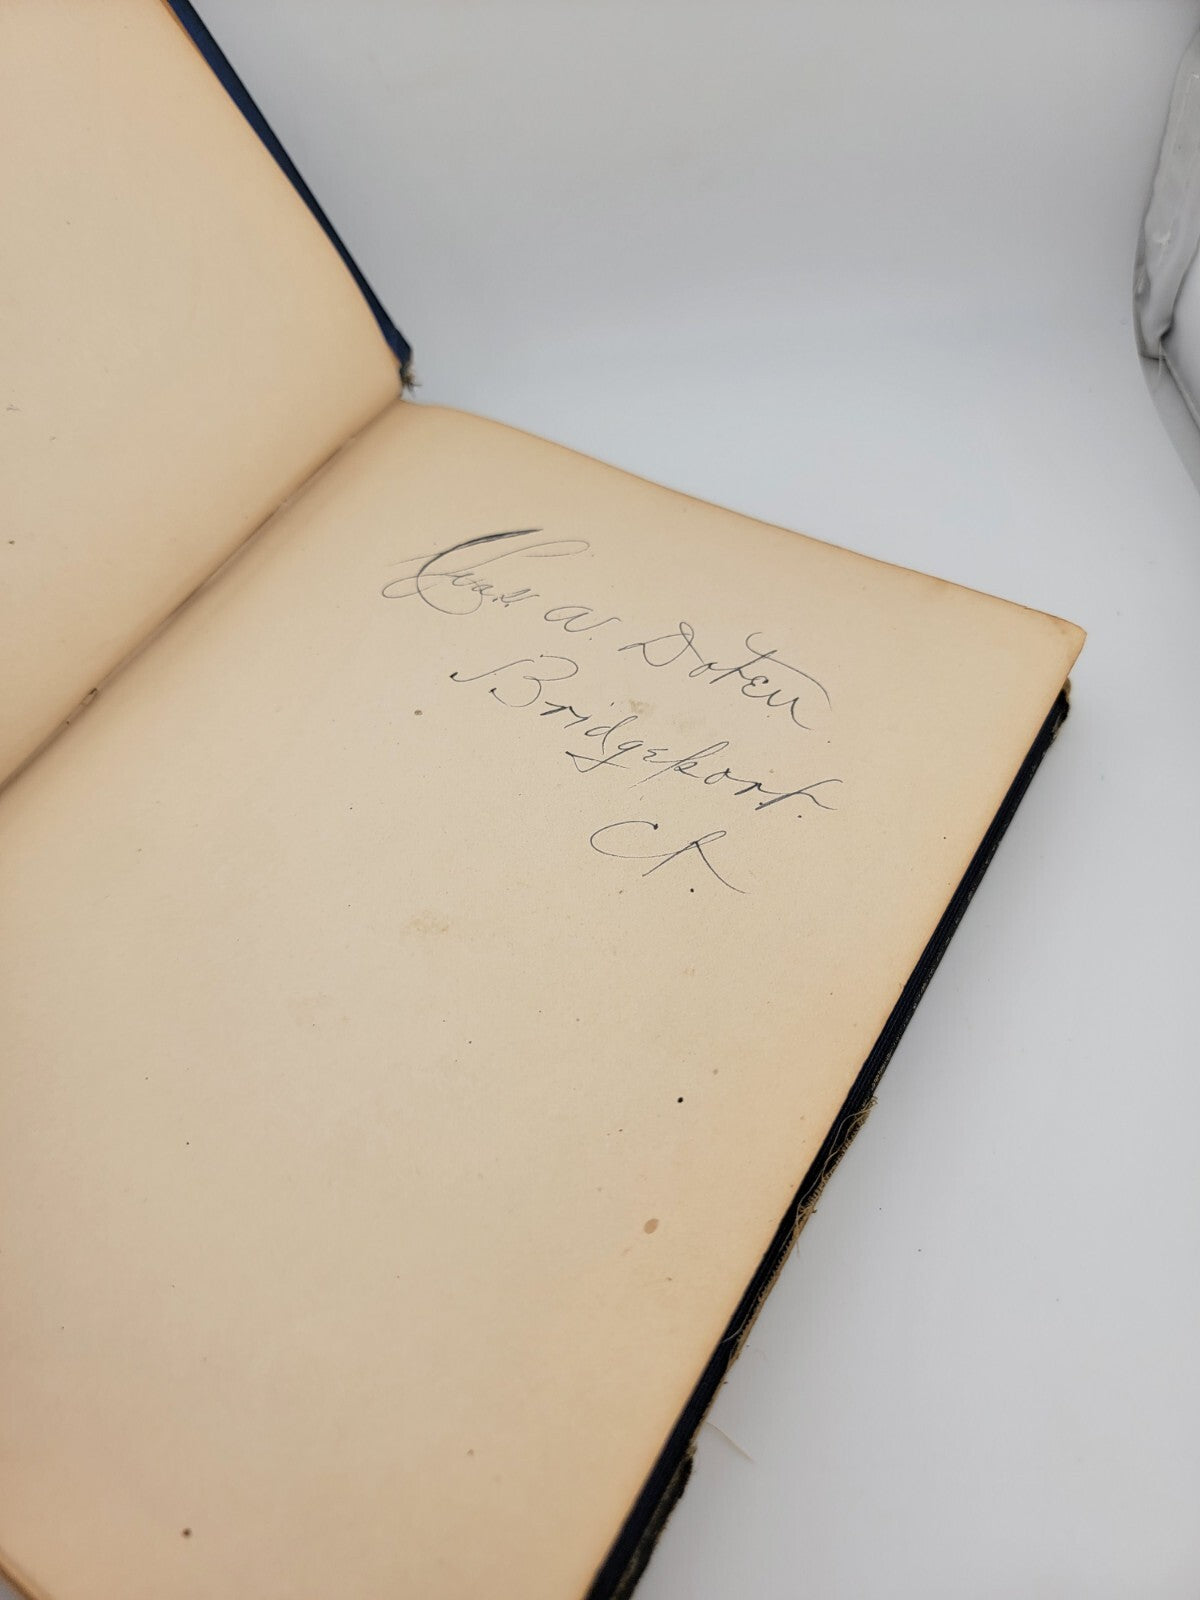 Chas. W. Doten
Bridgeport.
Ct.